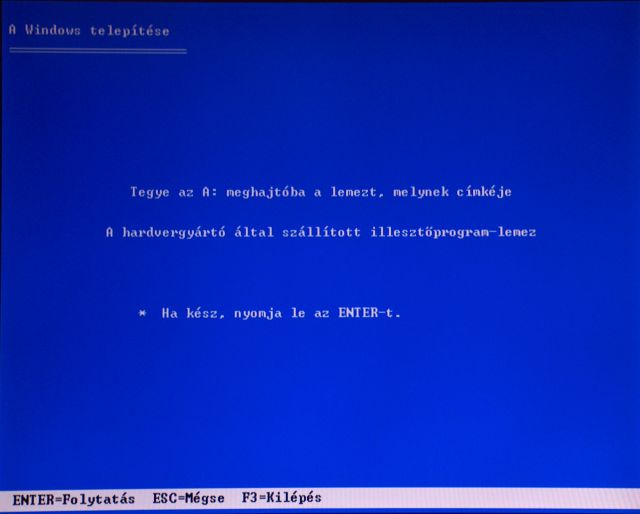 A Windows telepítése
Tegye az A: meghajtóba a lemezt, melynek címkéje
A hardvergyártó által szállított illesztőprogram-lemez
* Ha kész, nyomja le az ENTER-t.
ENTER=Folytatás ESC=Mégse F3=Kilépés